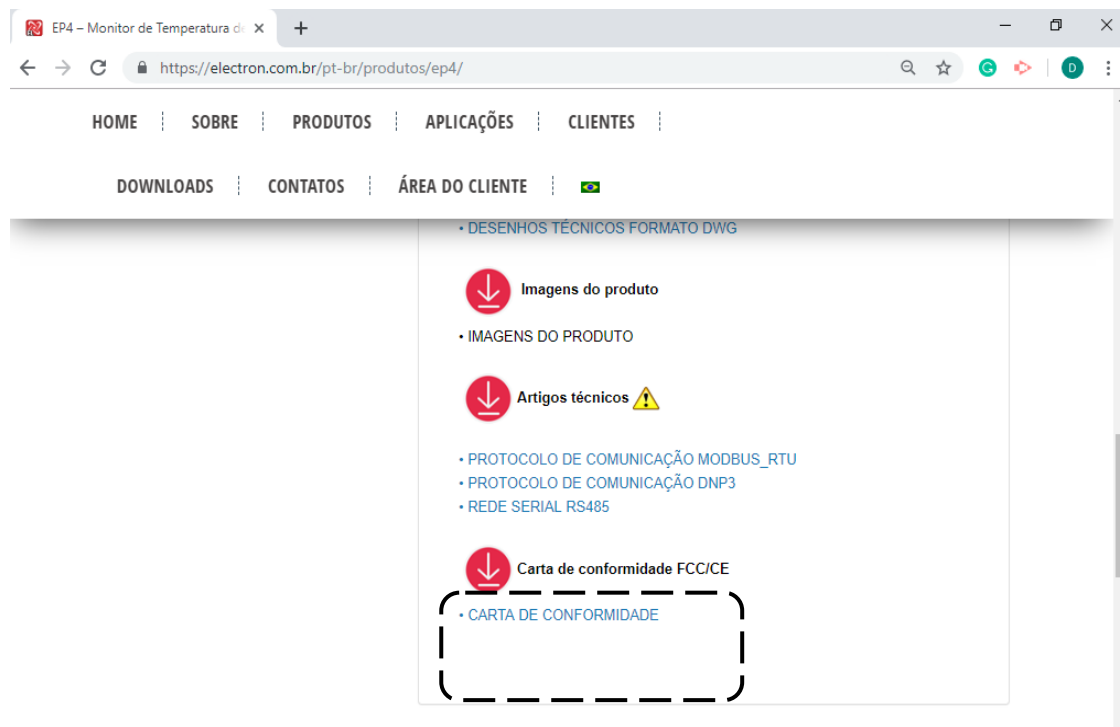 EP4 – Monitor de Temperatura d
https://electron.com.br/pt-br/produtos/ep4/
HOME SOBRE PRODUTOS APLICAÇÕES CLIENTES
DOWNLOADS CONTATOS ÁREA DO CLIENTE
• DESENHOS TÉCNICOS FORMATO DWG
Imagens do produto
• IMAGENS DO PRODUTO
Artigos técnicos
• PROTOCOLO DE COMUNICAÇÃO MODBUS_RTU
• PROTOCOLO DE COMUNICAÇÃO DNP3
• REDE SERIAL RS485
Carta de conformidade FCC/CE
• CARTA DE CONFORMIDADE